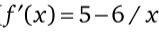 f′(x) = 5 – 6 / x